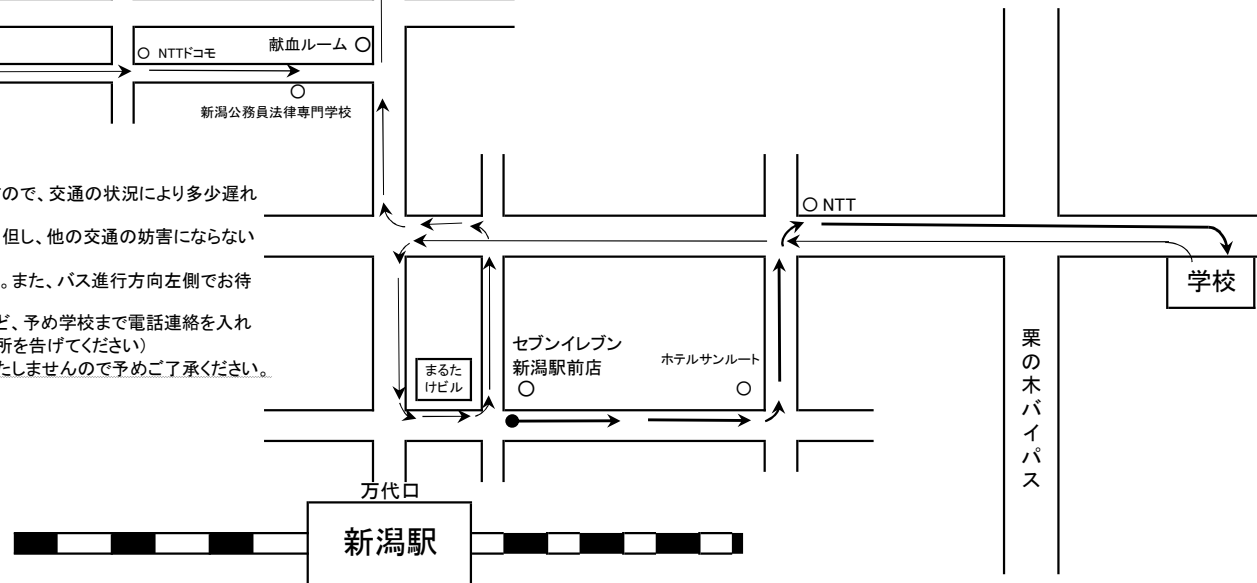 献血ルーム
NTTドコモ
新潟公務員法律専門学校
ので、交通の状況により多少遅れ
但し、他の交通の妨害にならない
。また、バス進行方向左側でお待
ど、予め学校まで電話連絡を入れ
所を告げてください）
たしませんので予めご了承ください。
NTT
学校
セブンイレブン
新潟駅前店
ホテルサンルート
まるた
けビル
栗の木バイパス
万代口
新潟駅